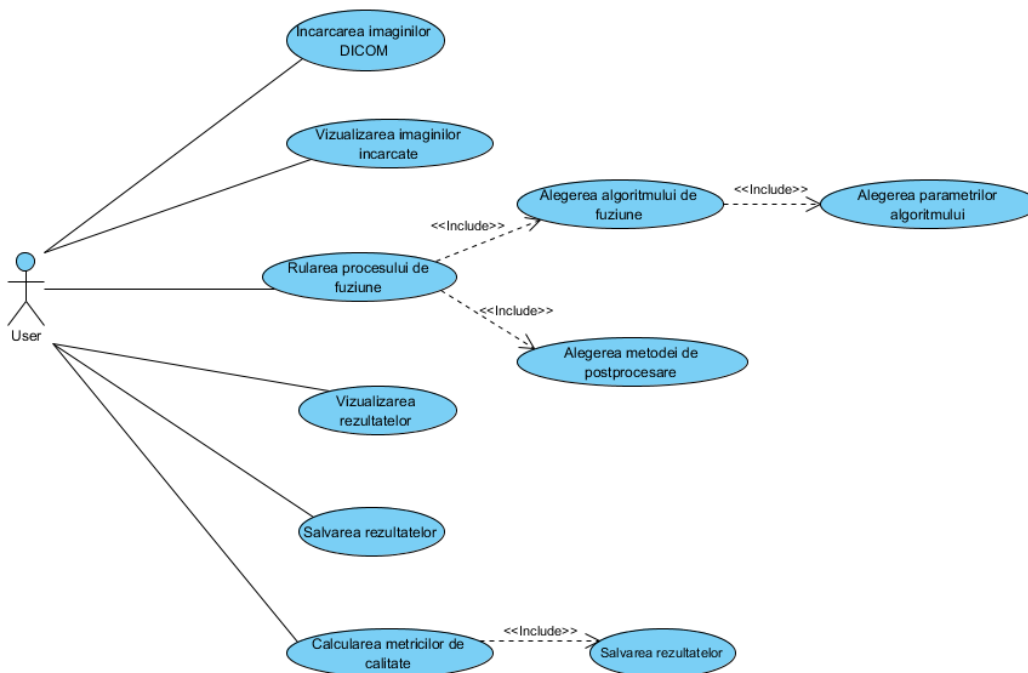 Incarcarea imaginilor
DICOM
Vizualizarea imaginilor
incarcate
Alegerea algoritmului de
fuziune
<<Include>>
Alegerea parametrilor
algoritmului
<<Include>>
Rularea procesului de
fuziune
<<Include>>
User
Alegerea metodei de
postprocesare
Vizualizarea
rezultatelor
Salvarea rezultatelor
Calcularea metricilor de
calitate
<<Include>>
Salvarea rezultatelor